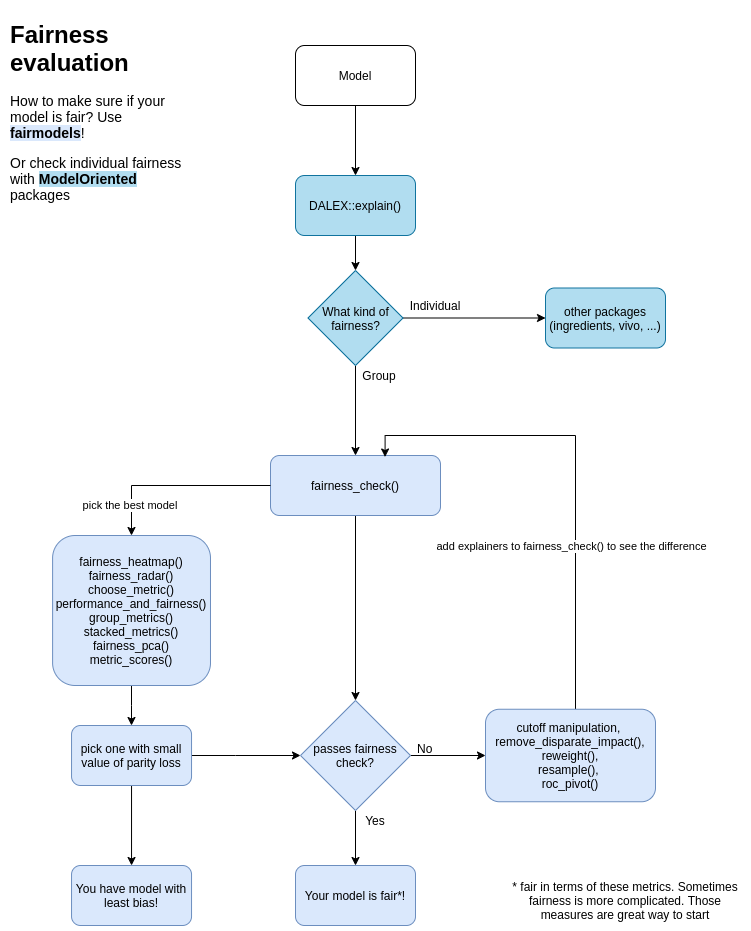 Fairness
evaluation
How to make sure if your
model is fair? Use
fairmodels!
Or check individual fairness
with ModelOriented
packages
Model
DALEX::explain()
What kind of
fairness?
Individual
other packages
(ingredients, vivo, ...)
Group
fairness_check()
pick the best model
add explainers to fairness_check() to see the difference
fairness_heatmap()
fairness_radar()
choose_metric()
performance_and_fairness()
group_metrics()
stacked_metrics()
fairness_pca()
metric_scores()
pick one with small
value of parity loss
passes fairness
check?
No
cutoff manipulation,
remove_disparate_impact(),
reweight(),
resample(),
roc_pivot()
Yes
You have model with
least bias!
Your model is fair*!
* fair in terms of these metrics. Sometimes
fairness is more complicated. Those
measures are great way to start